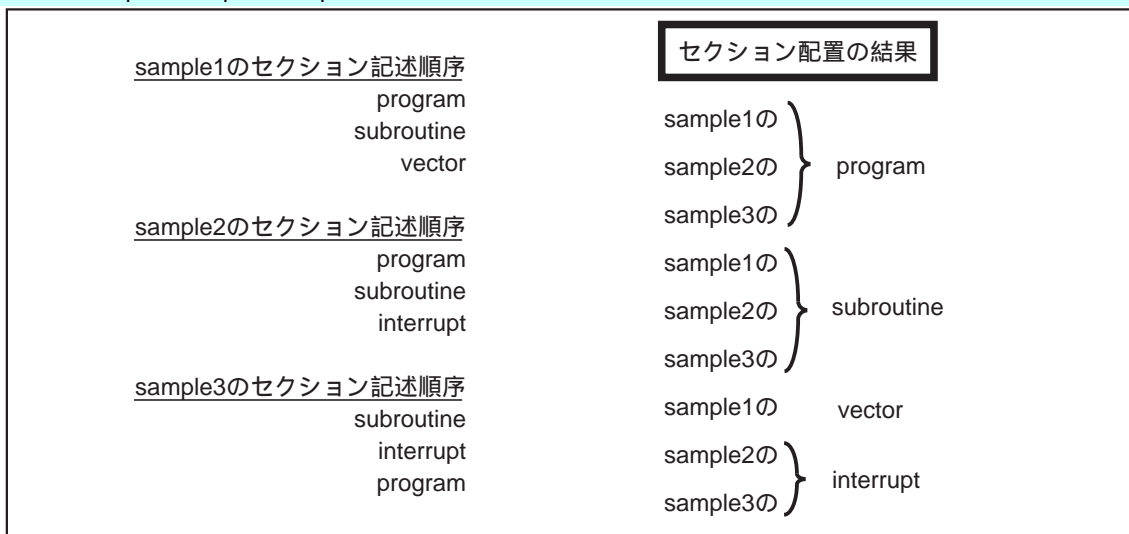 sample1のセクション記述順序
program
subroutine
vector
sample2のセクション記述順序
program
subroutine
interrupt
sample3のセクション記述順序
subroutine
interrupt
program
セクション配置の結果
sample1の
sample2の
program
sample3の
sample1の
sample2の
subroutine
sample3の
sample1の vector
sample2の
interrupt
sample3の